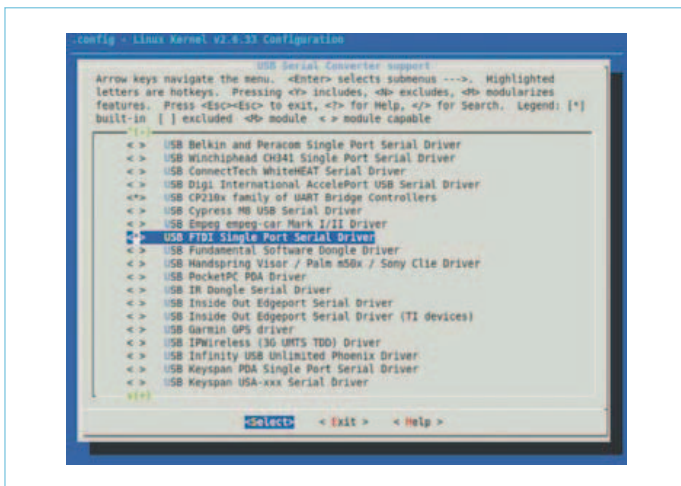 .config - Linux Kernel v2.6.33 Configuration
USB Serial Converter support
Arrow keys navigate the menu. <Enter> selects submenus --->. Highlighted
letters are hotkeys. Pressing <Y> includes, <N> excludes, <M> modularizes
features. Press <Esc><Esc> to exit, <?> for Help, </> for Search. Legend: [*]
built-in [ ] excluded <M> module < > module capable
^(-)
< > USB Belkin and Peracom Single Port Serial Driver
< > USB Winchiphead CH341 Single Port Serial Driver
< > USB ConnectTech WhiteHEAT Serial Driver
< > USB Digi International AccelePort USB Serial Driver
<*> USB CP210x family of UART Bridge Controllers
< > USB Cypress M8 USB Serial Driver
< > USB Empeg empeg-car Mark I/II Driver
<*> USB FTDI Single Port Serial Driver
< > USB Fundamental Software Dongle Driver
< > USB Handspring Visor / Palm m50x / Sony Clie Driver
< > USB PocketPC PDA Driver
< > USB IR Dongle Serial Driver
< > USB Inside Out Edgeport Serial Driver
< > USB Inside Out Edgeport Serial Driver (TI devices)
< > USB Garmin GPS driver
< > USB IPWireless (3G UMTS TDD) Driver
< > USB Infinity USB Unlimited Phoenix Driver
< > USB Keyspan PDA Single Port Serial Driver
< > USB Keyspan USA-xxx Serial Driver
v(+)
<Select> < Exit > < Help >